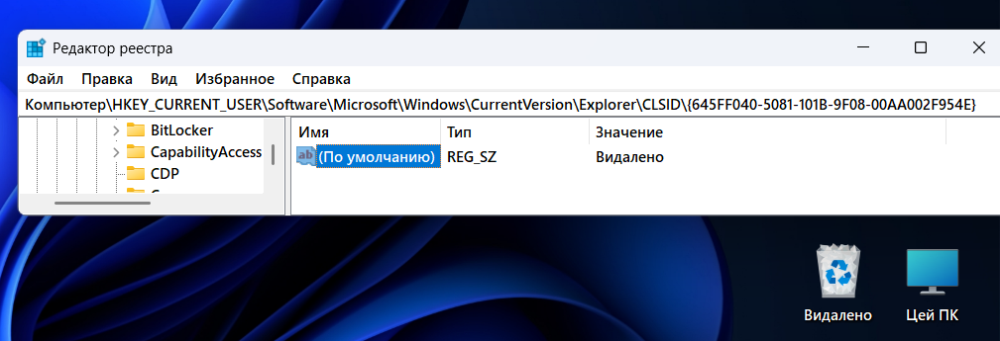 Редактор реестра
Файл Правка Вид Избранное Справка
Компьютер\HKEY_CURRENT_USER\Software\Microsoft\Windows\CurrentVersion\Explorer\CLSID\{645FF040-5081-101B-9F08-00AA002F954E}
BitLocker
CapabilityAccess
CDP
Имя Тип Значение
ab (По умолчанию) REG_SZ Видалено
Видалено Цей ПК